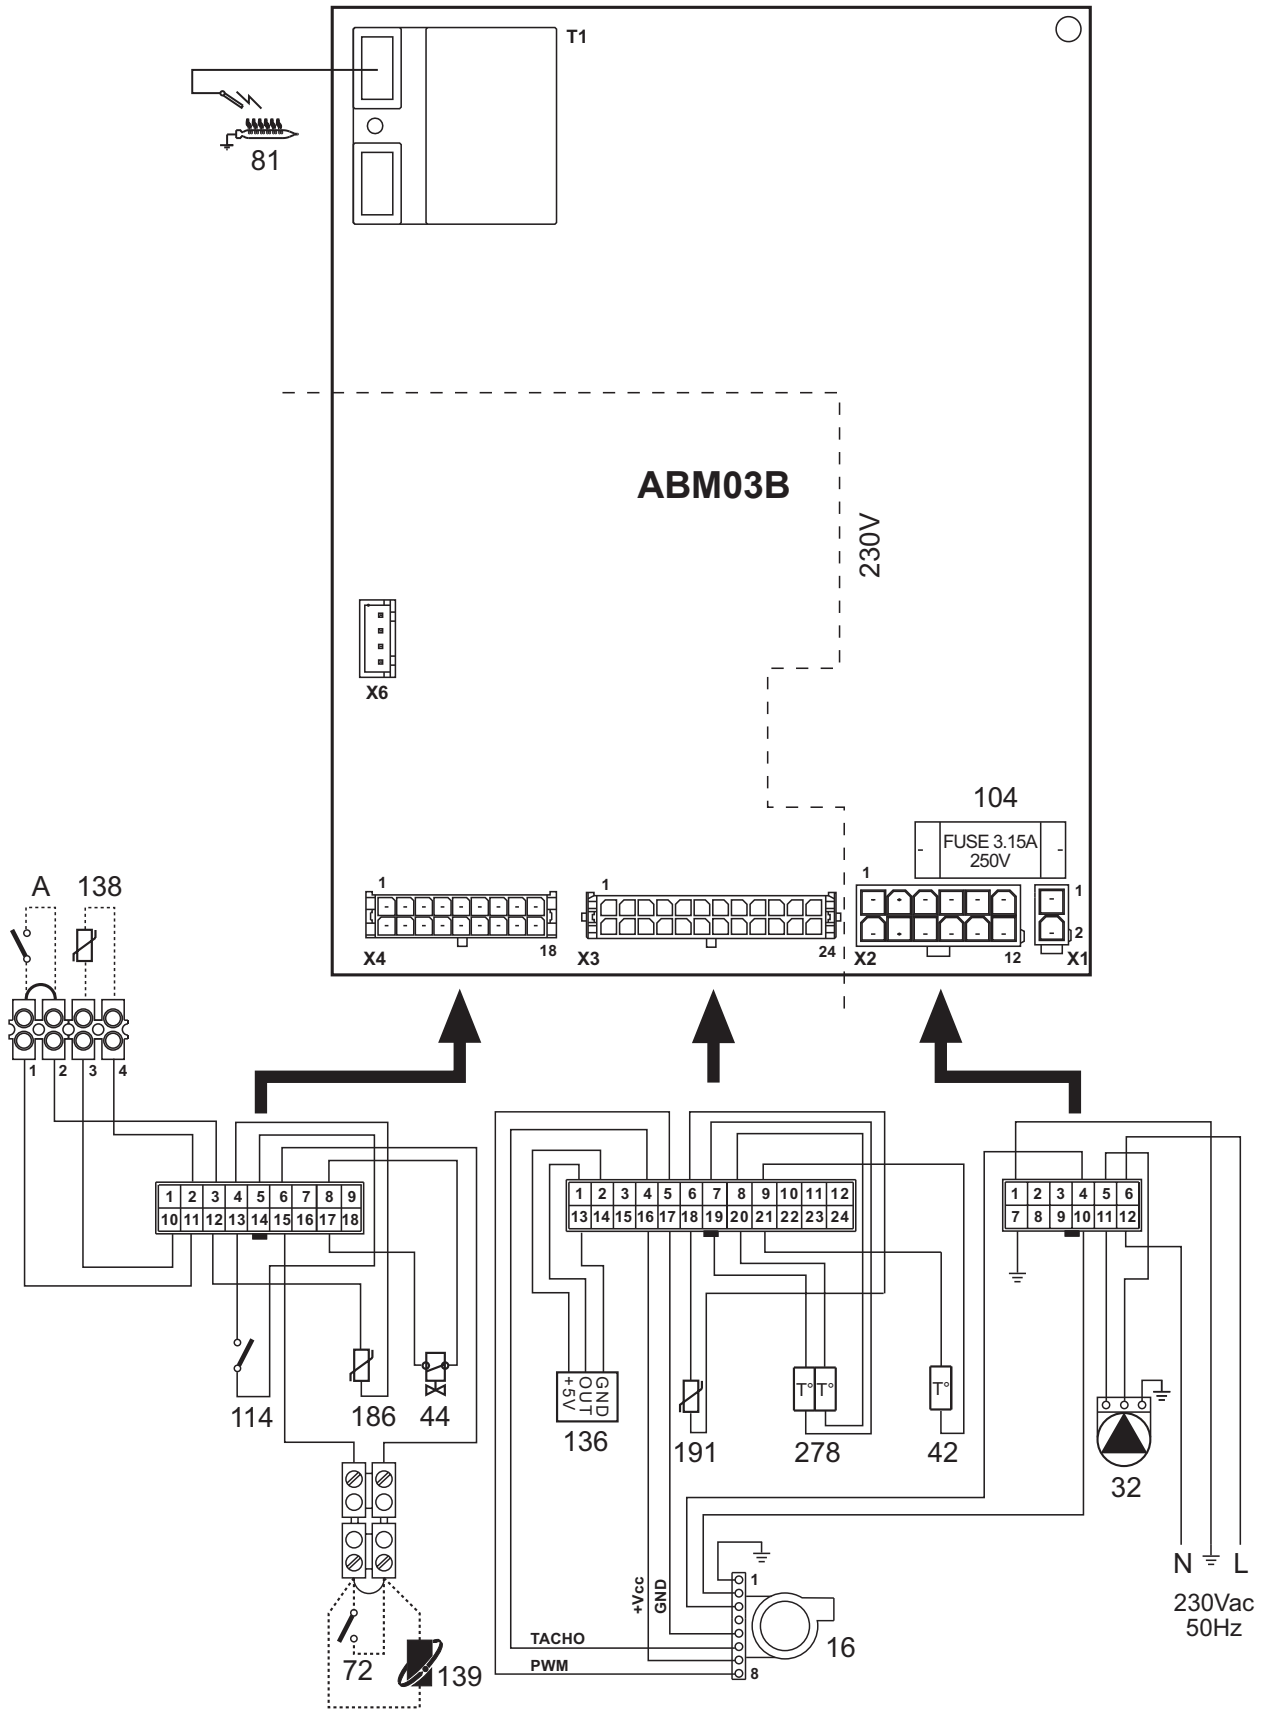 T1
81
ABM03B
230V
X6
104
FUSE 3.15A
250V
1
1
1
1
2
18
24
12
X4
X3
X2
X1
A
138
1
2
3
4
1 2 3 4 5 6 7 8 9
10 11 12 13 14 15 16 17 18
1 2 3 4 5 6 7 8 9 10 11 12
13 14 15 16 17 18 19 20 21 22 23 24
1 2 3 4 5 6
7 8 9 10 11 12
114
186
44
+5V
OUT
GND
136
191
T° T°
278
T°
42
32
N L
230Vac
50Hz
+Vcc
GND
TACHO
PWM
1
8
16
72
139